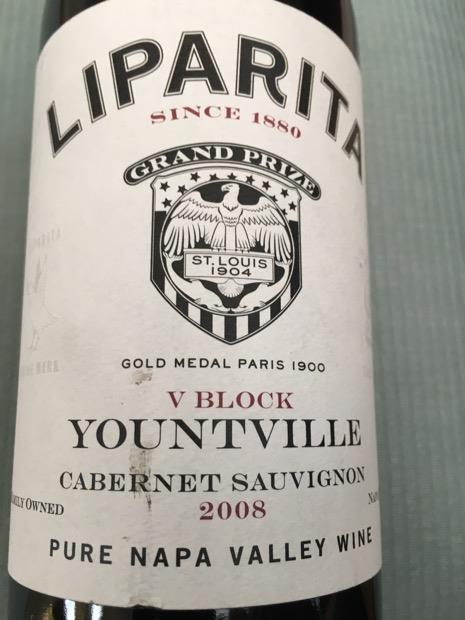 LIPARITA
SINCE 1880
GRAND PRIZE
ST. LOUIS
1904
GOLD MEDAL PARIS 1900
V BLOCK
YOUNTVILLE
CABERNET SAUVIGNON
OWNED
2008
PURE NAPA VALLEY WINE